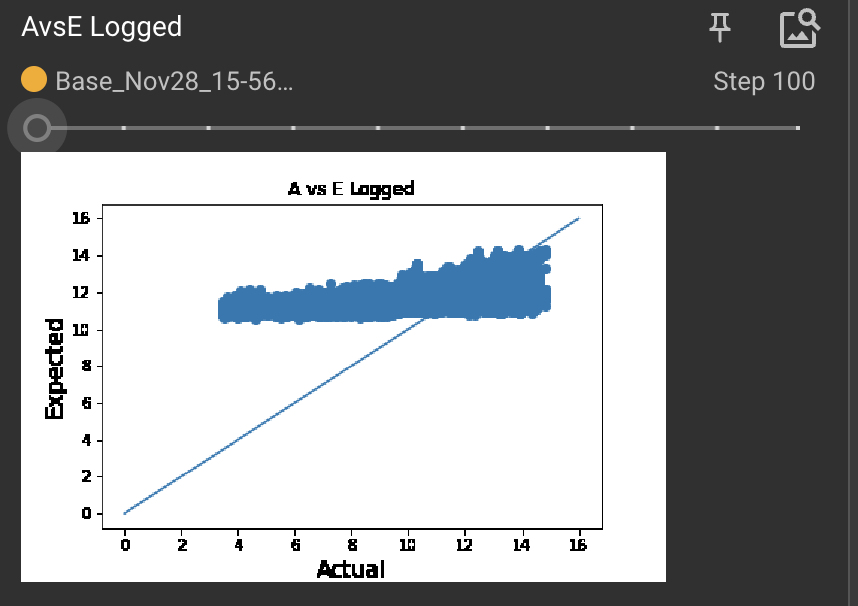 AvsE Logged
Base_Nov28_15-56...
Step 100
A vs E Logged
16
14
12
10
8
6
4
2
0
Expected
0 2 4 6 8 10 12 14 16
Actual